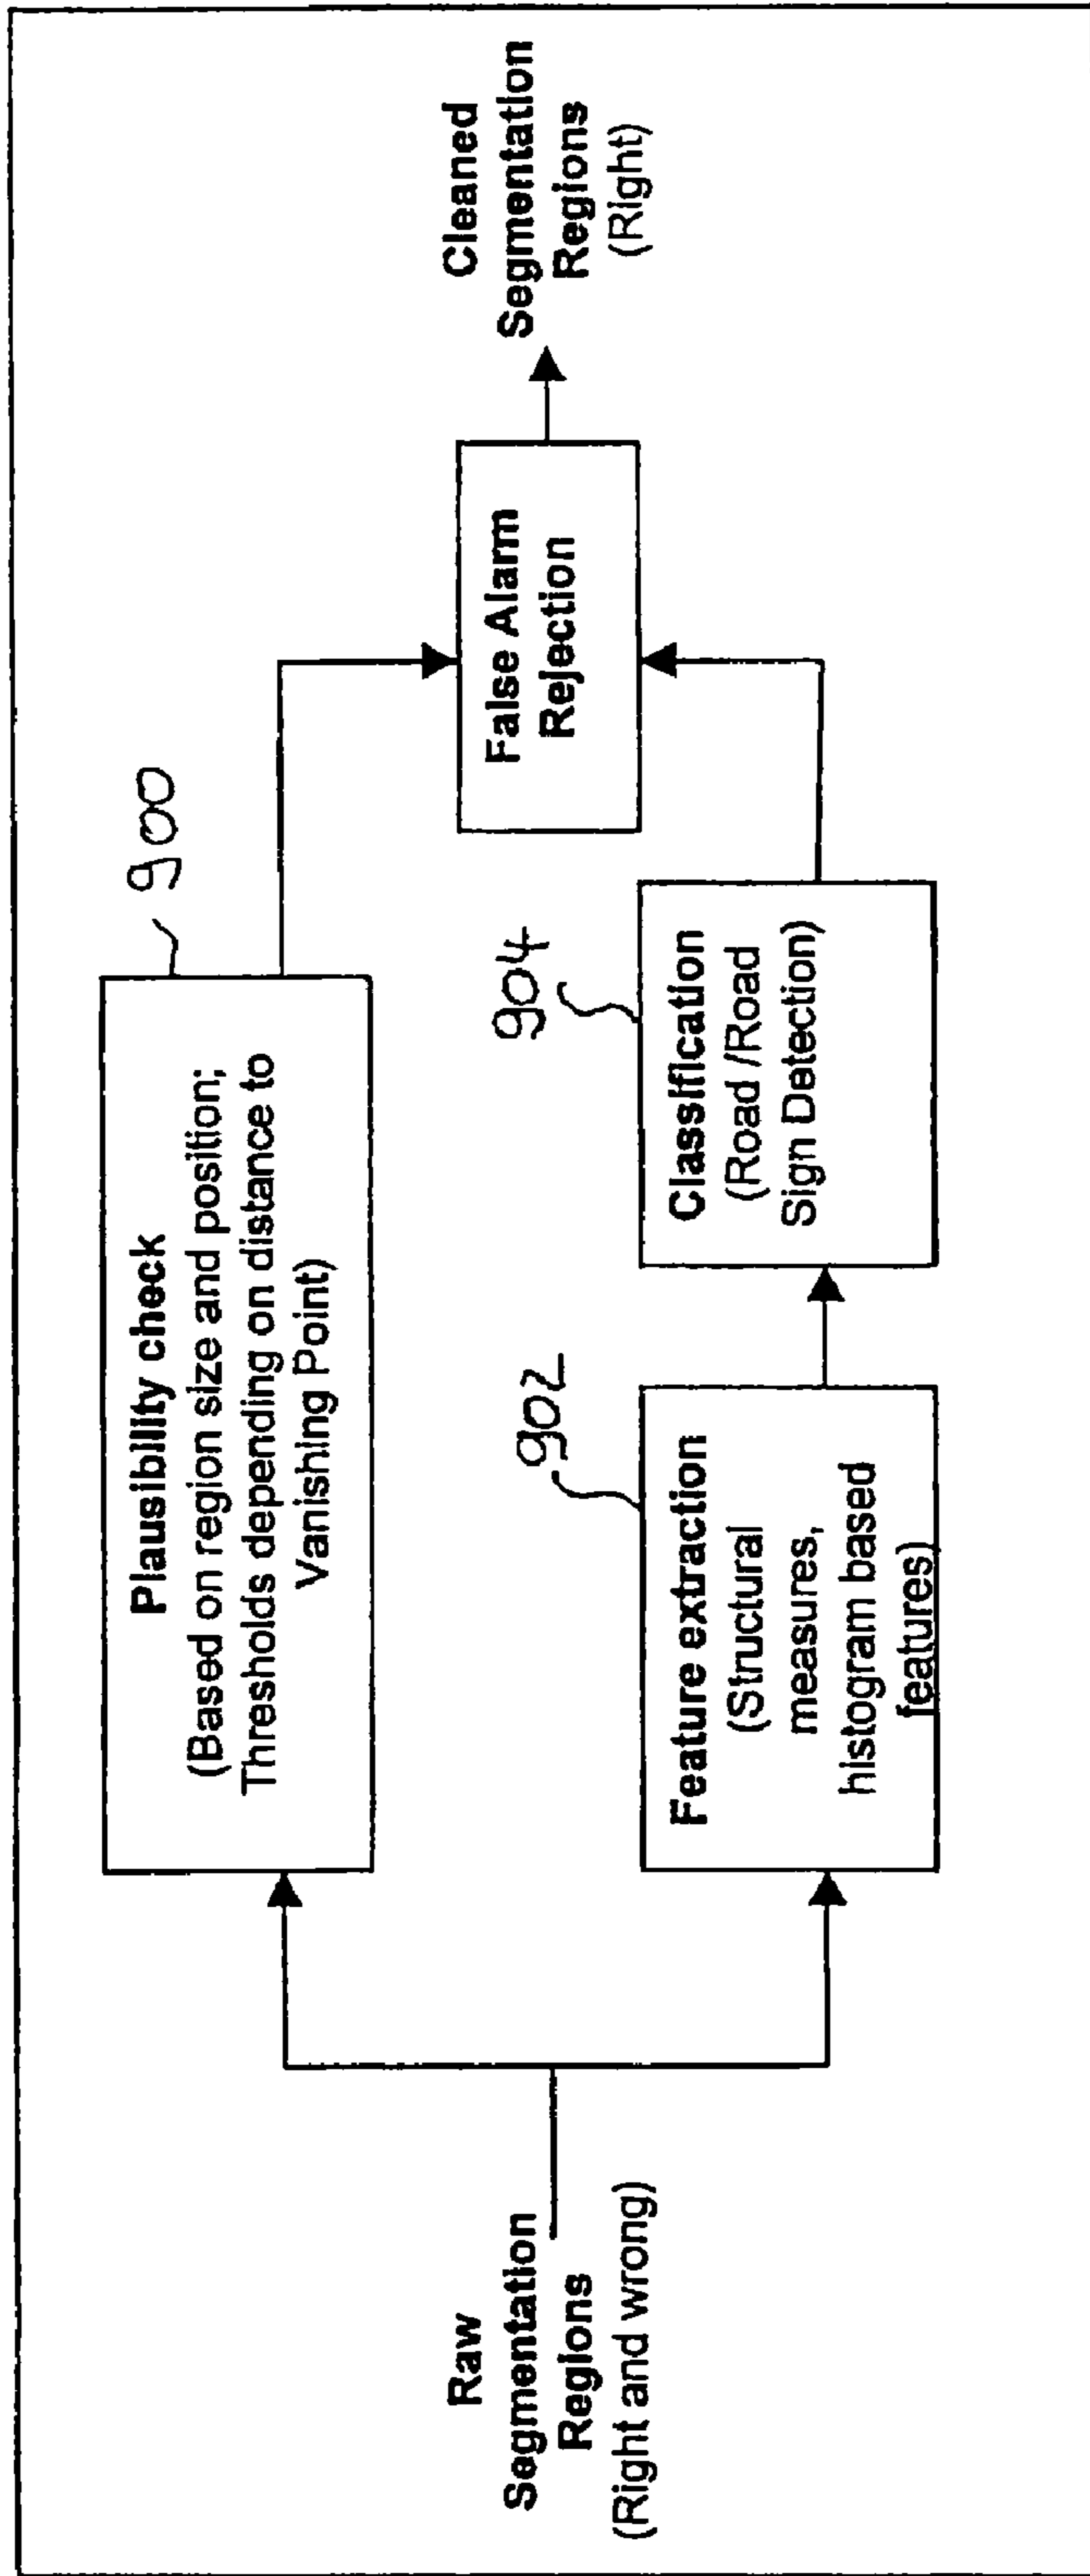 Raw
Segmentation
Regions
(Right and wrong)
Plausibility check
(Based on region size and position;
Thresholds depending on distance to
Vanishing Point)
900
Feature extraction
(Structural
measures,
histogram based
features)
902
Classification
(Road /Road
Sign Detection)
904
False Alarm
Rejection
Cleaned
Segmentation
Regions
(Right)